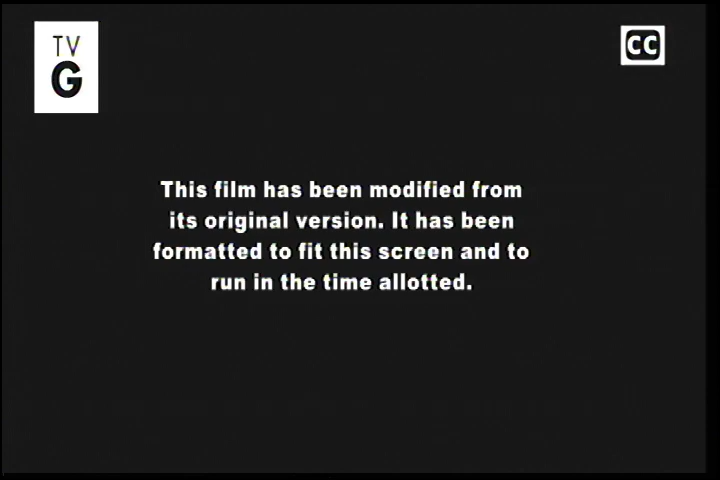 TV
G
CC
This film has been modified from
its original version. It has been
formatted to fit this screen and to
run in the time allotted.